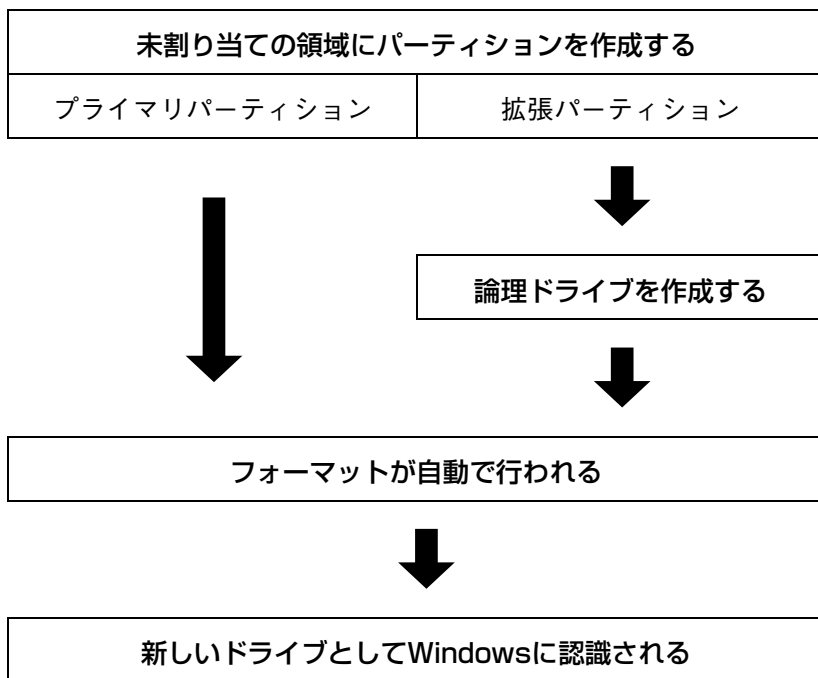 未割り当ての領域にパーティションを作成する
プライマリパーティション
拡張パーティション
論理ドライブを作成する
フォーマットが自動で行われる
新しいドライブとしてWindowsに認識される